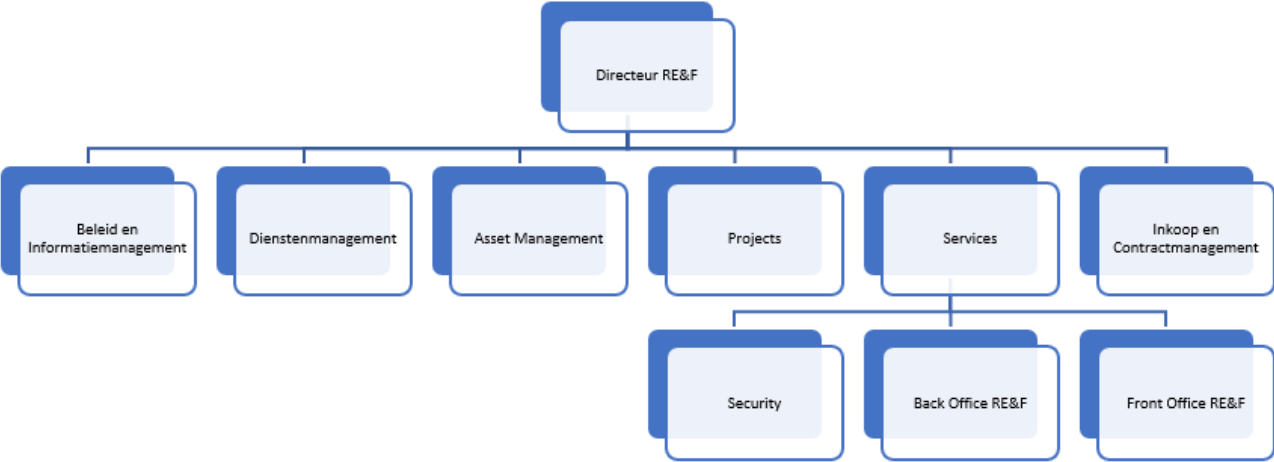 Directeur RE&F
Beleid en
Informatiemanagement
Dienstenmanagement
Asset Management
Projects
Services
Inkoop en
Contractmanagement
Security
Back Office RE&F
Front Office RE&F